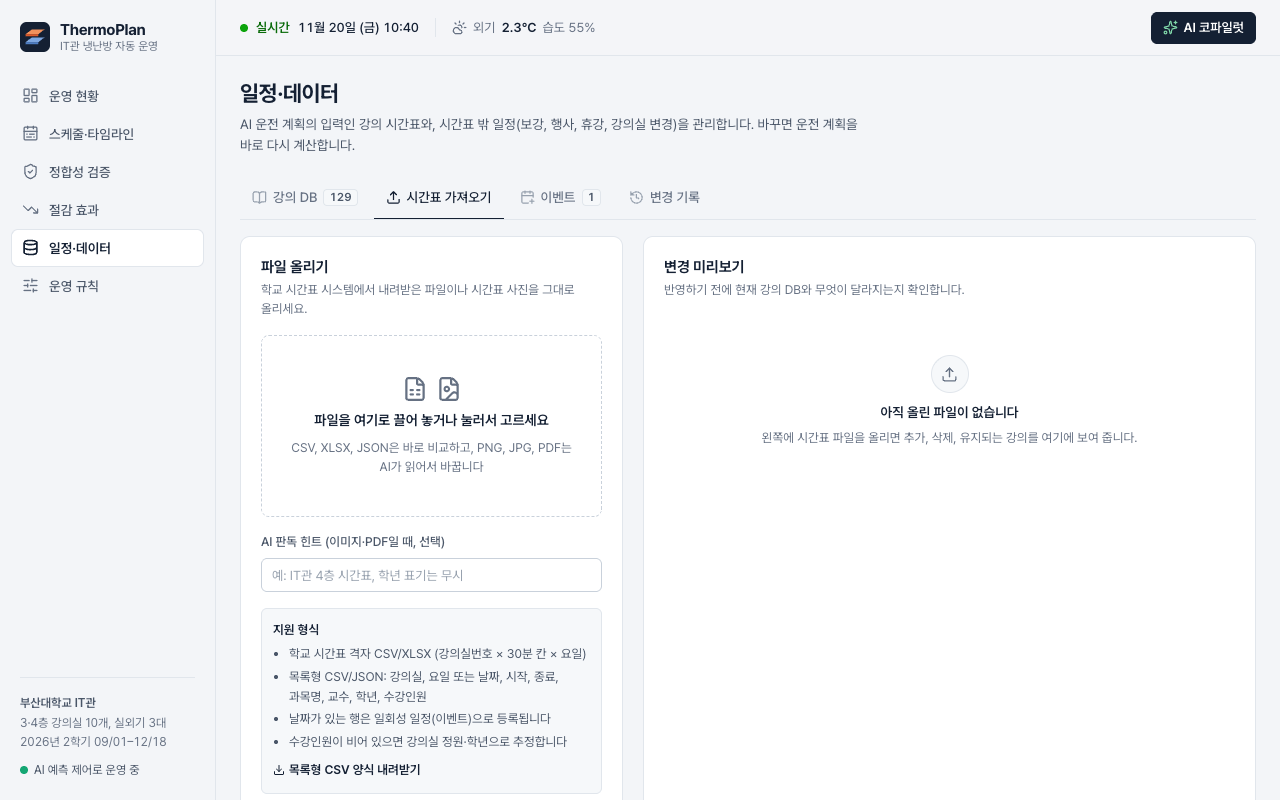 ThermoPlan
IT관 냉난방 자동 운영
운영 현황
스케줄·타임라인
정합성 검증
절감 효과
일정·데이터
운영 규칙
부산대학교 IT관
3·4층 강의실 10개, 실외기 3대
2026년 2학기 09/01–12/18
AI 예측 제어로 운영 중
실시간 11월 20일 (금) 10:40 외기 2.3°C 습도 55%
AI 코파일럿
일정·데이터
AI 운전 계획의 입력인 강의 시간표와, 시간표 밖 일정(보강, 행사, 휴강, 강의실 변경)을 관리합니다. 바꾸면 운전 계획을
바로 다시 계산합니다.
강의 DB 129 시간표 가져오기 이벤트 1 변경 기록
파일 올리기
학교 시간표 시스템에서 내려받은 파일이나 시간표 사진을 그대로
올리세요.
파일을 여기로 끌어 놓거나 눌러서 고르세요
CSV, XLSX, JSON은 바로 비교하고, PNG, JPG, PDF는
AI가 읽어서 바꿉니다
AI 판독 힌트 (이미지·PDF일 때, 선택)
예: IT관 4층 시간표, 학년 표기는 무시
지원 형식
학교 시간표 격자 CSV/XLSX (강의실번호 × 30분 칸 × 요일)
목록형 CSV/JSON: 강의실, 요일 또는 날짜, 시작, 종료,
과목명, 교수, 학년, 수강인원
날짜가 있는 행은 일회성 일정(이벤트)으로 등록됩니다
수강인원이 비어 있으면 강의실 정원·학년으로 추정합니다
목록형 CSV 양식 내려받기
변경 미리보기
반영하기 전에 현재 강의 DB와 무엇이 달라지는지 확인합니다.
아직 올린 파일이 없습니다
왼쪽에 시간표 파일을 올리면 추가, 삭제, 유지되는 강의를 여기에 보여 줍니다.